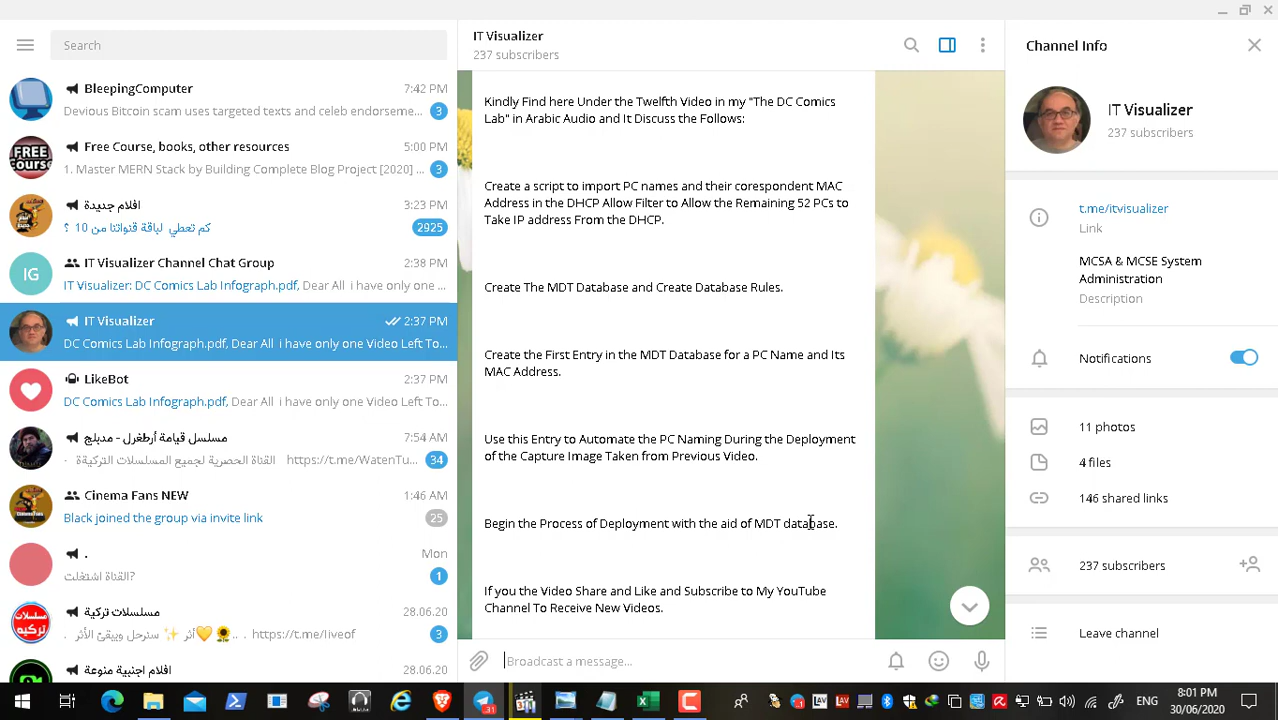 Search
BleepingComputer
7:42 PM
Devious Bitcoin scam uses targeted texts and celeb endorseme...
3
Free Course, books, other resources
5:00 PM
1. Master MERN Stack by Building Complete Blog Project [2020] ...
3
افلام جديدة
3:23 PM
كم تعطي لباقة قنواتنا من 10 ؟
2925
IG
IT Visualizer Channel Chat Group
2:38 PM
IT Visualizer: DC Comics Lab Infograph.pdf, Dear All i have only one ...
IT Visualizer
2:37 PM
DC Comics Lab Infograph.pdf, Dear All i have only one Video Left To...
LikeBot
2:37 PM
DC Comics Lab Infograph.pdf, Dear All i have only one Video Left To...
مسلسل قيامة أرطغرل - مدبلج
7:54 AM
القناة الحصرية لجميع المسلسلات التركية https://t.me/WatenTu...
34
Cinema Fans NEW
1:46 AM
Black joined the group via invite link
25
.
Mon
القناة اشتغلت?
1
مسلسلات تركية
28.06.20
. أثر ✨ سنرحل ويبقى الأثر💛🌻... https://t.me/liveof
3
افلام اجنبية منوعة
28.06.20
FREE
COURSE
IT Visualizer
237 subscribers
Kindly Find here Under the Twelfth Video in my "The DC Comics
Lab" in Arabic Audio and It Discuss the Follows:
Create a script to import PC names and their corespondent MAC
Address in the DHCP Allow Filter to Allow the Remaining 52 PCs to
Take IP address From the DHCP.
Create The MDT Database and Create Database Rules.
Create the First Entry in the MDT Database for a PC Name and Its
MAC Address.
Use this Entry to Automate the PC Naming During the Deployment
of the Capture Image Taken from Previous Video.
Begin the Process of Deployment with the aid of MDT database.
If you the Video Share and Like and Subscribe to My YouTube
Channel To Receive New Videos.
Broadcast a message...
Channel Info
IT Visualizer
237 subscribers
t.me/itvisualizer
Link
MCSA & MCSE System
Administration
Description
Notifications
11 photos
4 files
146 shared links
237 subscribers
Leave channel
31
LAV
LAV
ENG
8:01 PM
30/06/2020